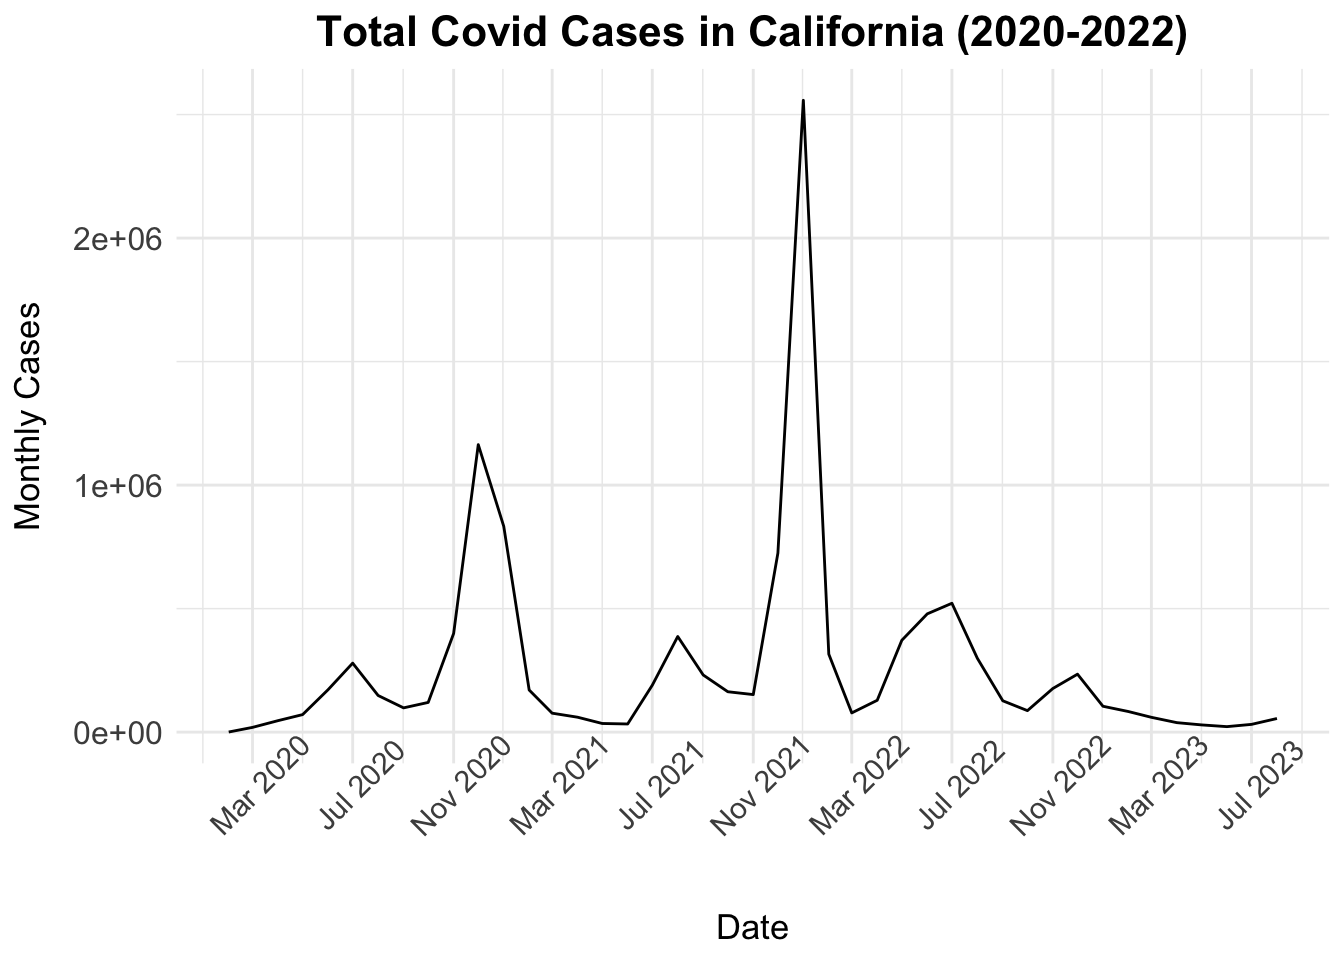 Total Covid Cases in California (2020-2022)
Monthly Cases
2e+06
1e+06
0e+00
Mar 2020
Jul 2020
Nov 2020
Mar 2021
Jul 2021
Nov 2021
Mar 2022
Jul 2022
Nov 2022
Mar 2023
Jul 2023
Date